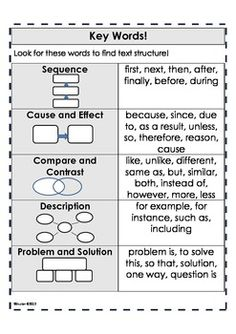 Key Words!
Look for these words to find text structure!
Sequence
first, next, then, after,
finally, before, during
Cause and Effect
because, since, due
to, as a result, unless,
so, therefore, reason,
cause
Compare and
Contrast
like, unlike, different,
same as, but, similar,
both, instead of,
however, more, less
Description
for example, for
instance, such as,
including
Problem and Solution
problem is, to solve
this, so that, solution,
one way, question is